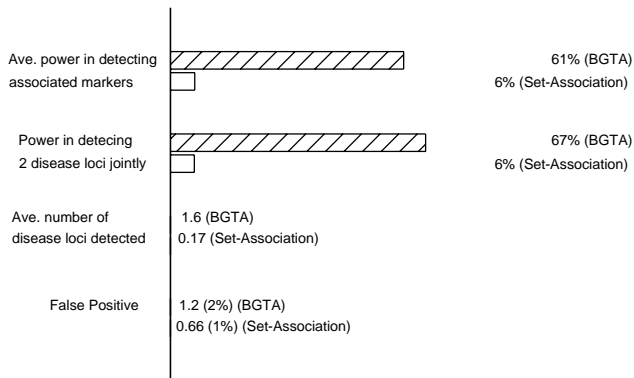 Ave. power in detecting
associated markers
61% (BGTA)
6% (Set-Association)
Power in detecing
2 disease loci jointly
67% (BGTA)
6% (Set-Association)
Ave. number of
disease loci detected
1.6 (BGTA)
0.17 (Set-Association)
False Positive
1.2 (2%) (BGTA)
0.66 (1%) (Set-Association)